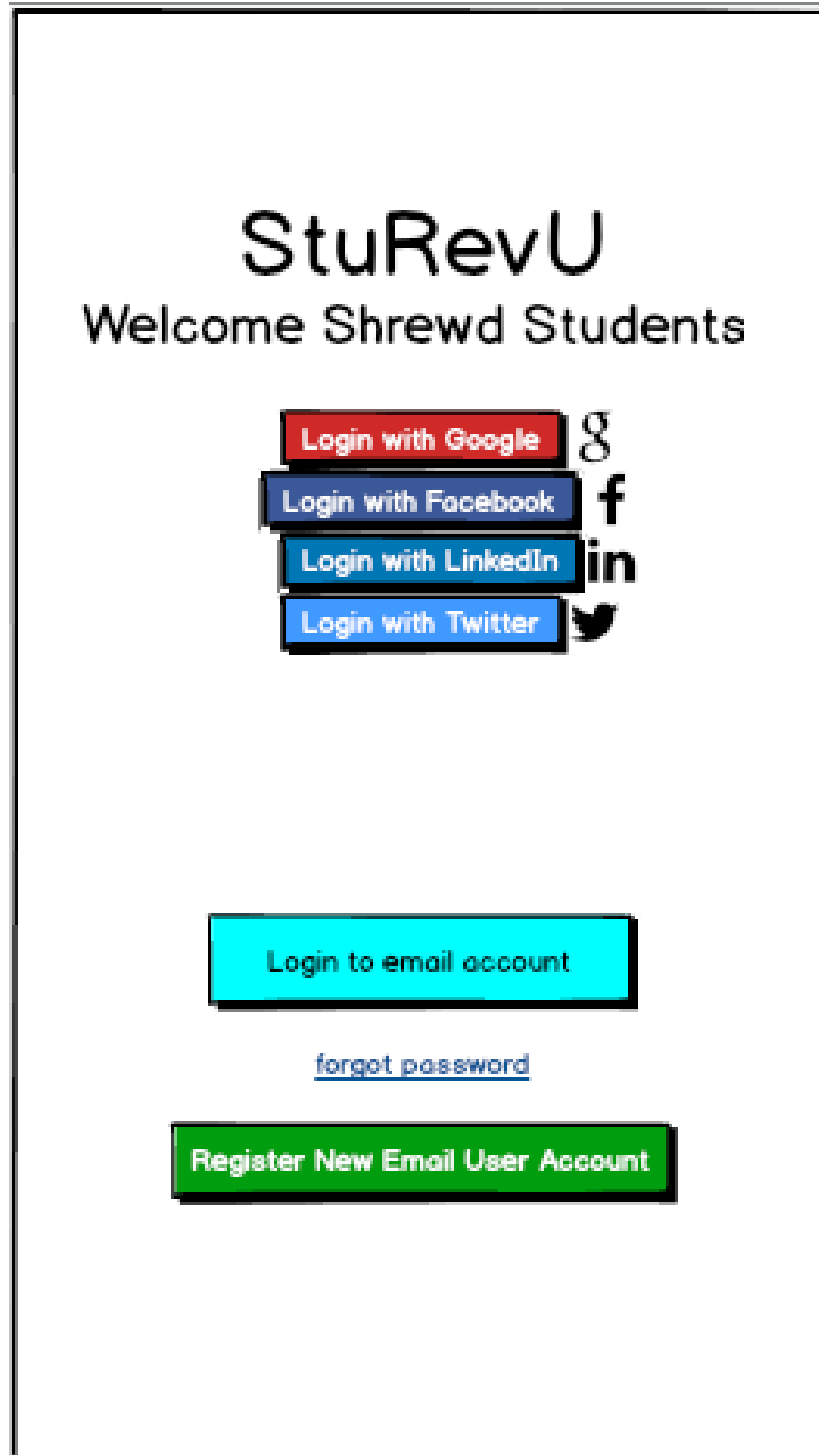 StuRevU
Welcome Shrewd Students
Login with Google
Login with Facebook
Login with LinkedIn
Login with Twitter
Login to email account
forgot password
Register New Email User Account